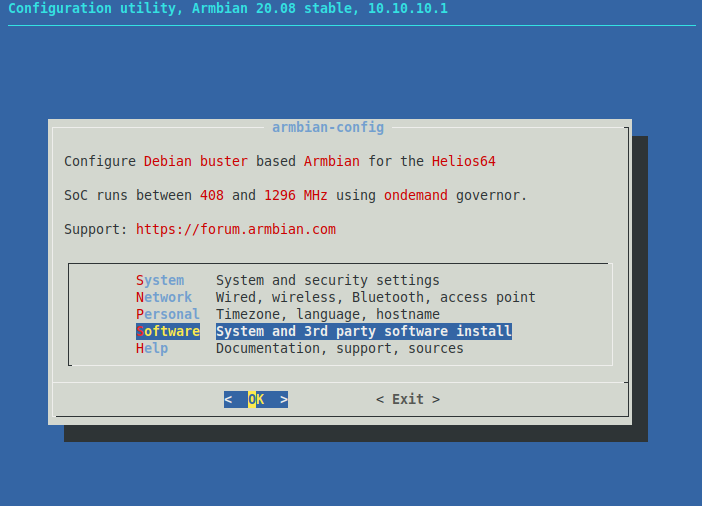 Configuration utility, Armbian 20.08 stable, 10.10.10.1
armbian-config
Configure Debian buster based Armbian for the Helios64
SoC runs between 408 and 1296 MHz using ondemand governor.
Support: https://forum.armbian.com
System System and security settings
Network Wired, wireless, Bluetooth, access point
Personal Timezone, language, hostname
Software System and 3rd party software install
Help Documentation, support, sources
< OK > < Exit >